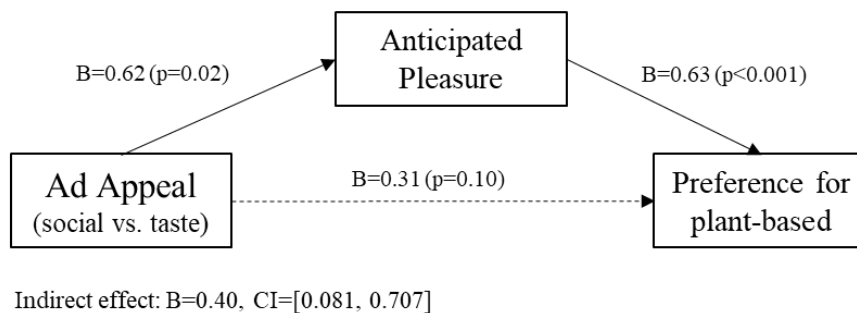 Anticipated
Pleasure
B=0.62 (p=0.02)
B=0.63 (p<0.001)
Ad Appeal
(social vs. taste)
B=0.31 (p=0.10)
Preference for
plant-based
Indirect effect: B=0.40, CI=[0.081, 0.707]